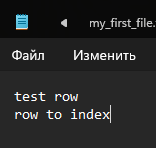 my_first_file.
Файл Изменить
test row
row to index